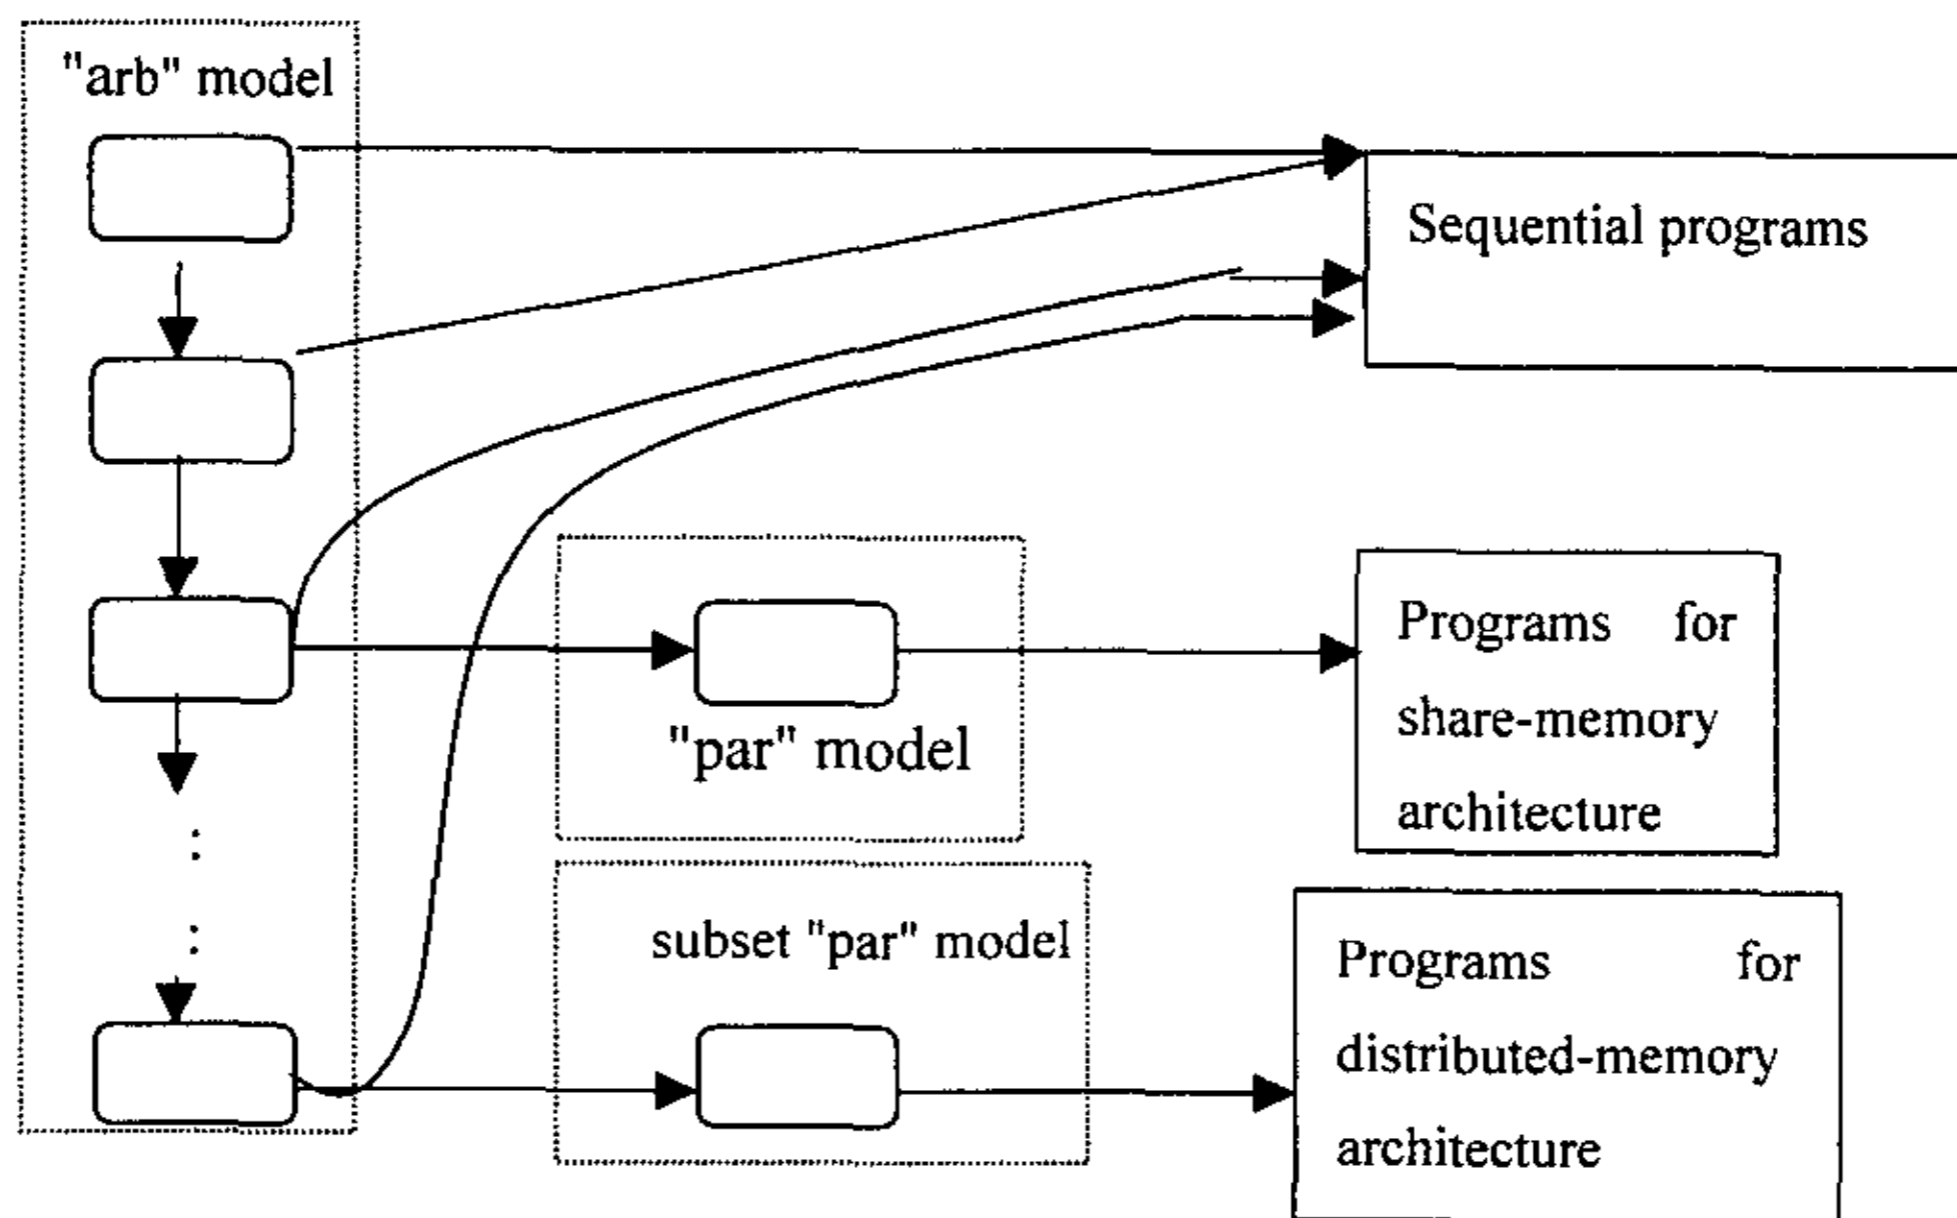 "arb" model
Sequential programs
Programs for
share-memory
architecture
"par" model
subset "par" model
Programs for
distributed-memory
architecture